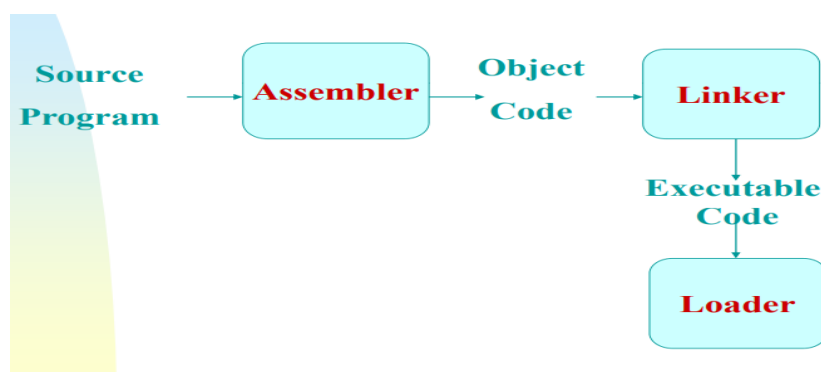 Source
Program
Assembler
Object
Code
Linker
Executable
Code
Loader